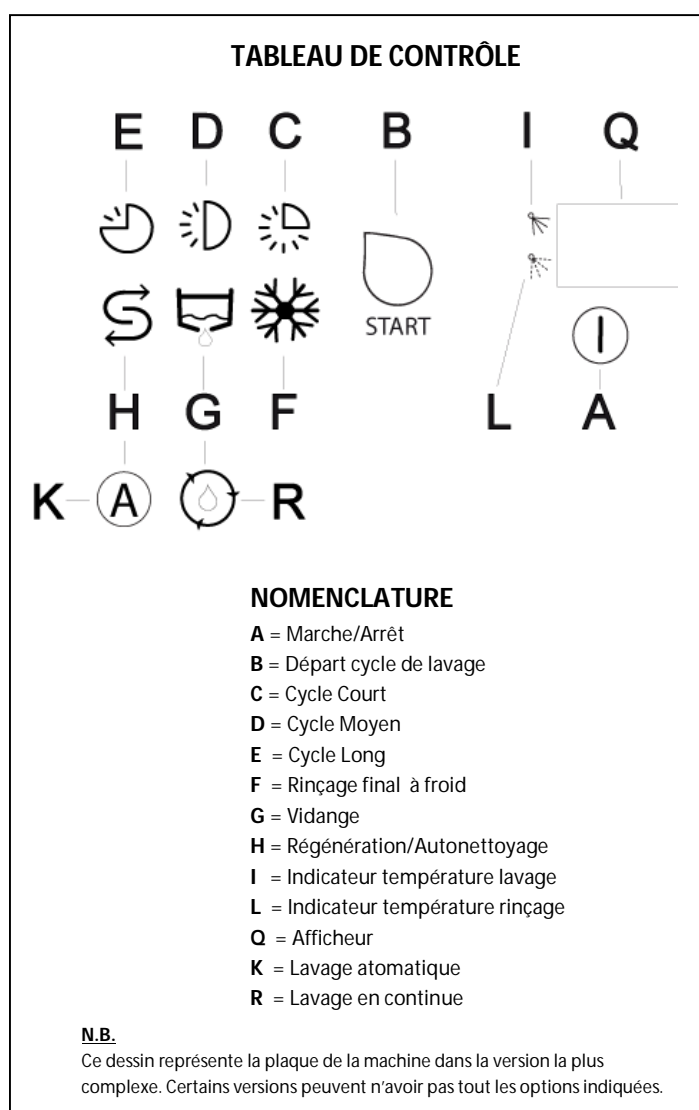 TABLEAU DE CONTRÔLE
E D C B I Q
START
I
H G F L A
K A R
NOMENCLATURE
A = Marche/Arrêt
B = Départ cycle de lavage
C = Cycle Court
D = Cycle Moyen
E = Cycle Long
F = Rinçage final à froid
G = Vidange
H = Régénération/Autonettoyage
I = Indicateur température lavage
L = Indicateur température rinçage
Q = Afficheur
K = Lavage atomatique
R = Lavage en continue
N.B.
Ce dessin représente la plaque de la machine dans la version la plus
complexe. Certains versions peuvent n’avoir pas tout les options indiquées.